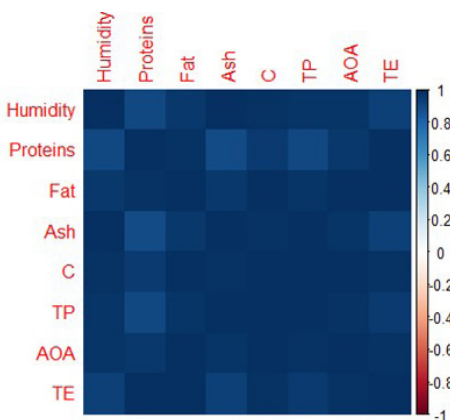 Humidity
Proteins
Fat
Ash
C
TP
AOA
TE
Humidity
Proteins
Fat
Ash
C
TP
AOA
TE
1
0.8
0.6
0.4
0.2
0
-0.2
-0.4
-0.6
-0.8
-1